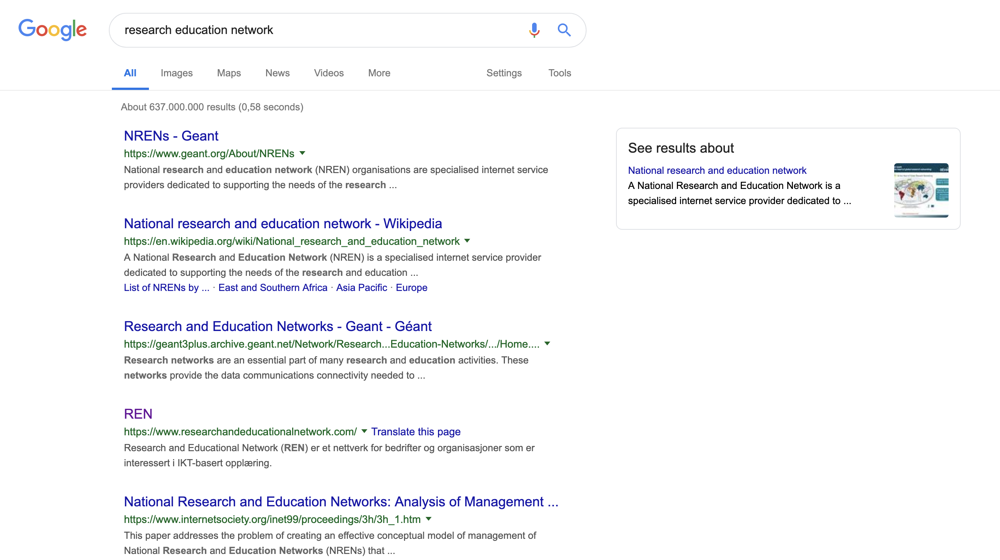 Google
research education network
All Images Maps News Videos More Settings Tools
About 637.000.000 results (0,58 seconds)
NRENs - Geant
https://www.geant.org/About/NRENs
National research and education network (NREN) organisations are specialised internet service
providers dedicated to supporting the needs of the research ...
National research and education network - Wikipedia
https://en.wikipedia.org/wiki/National_research_and_education_network
A National Research and Education Network (NREN) is a specialised internet service provider
dedicated to supporting the needs of the research and education ...
List of NRENs by ... · East and Southern Africa · Asia Pacific · Europe
Research and Education Networks - Geant - Géant
https://geant3plus.archive.geant.net/Network/Research...Education-Networks/.../Home....
Research networks are an essential part of many research and education activities. These
networks provide the data communications connectivity needed to ...
REN
https://www.researchandeducationalnetwork.com/ Translate this page
Research and Educational Network (REN) er et nettverk for bedrifter og organisasjoner som er
interessert i IKT-basert opplæring.
National Research and Education Networks: Analysis of Management ...
https://www.internetsociety.org/inet99/proceedings/3h/3h_1.htm
This paper addresses the problem of creating an effective conceptual model of management of
National Research and Education Networks (NRENs) that ...
See results about
National research and education network
A National Research and Education Network is a
specialised internet service provider dedicated to ...